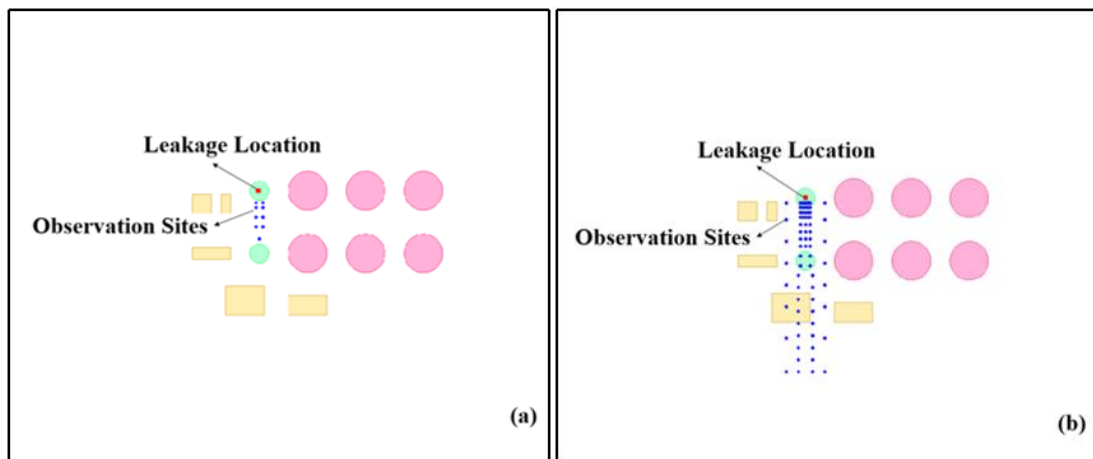 Leakage Location
Observation Sites
(a)
Leakage Location
Observation Sites
(b)